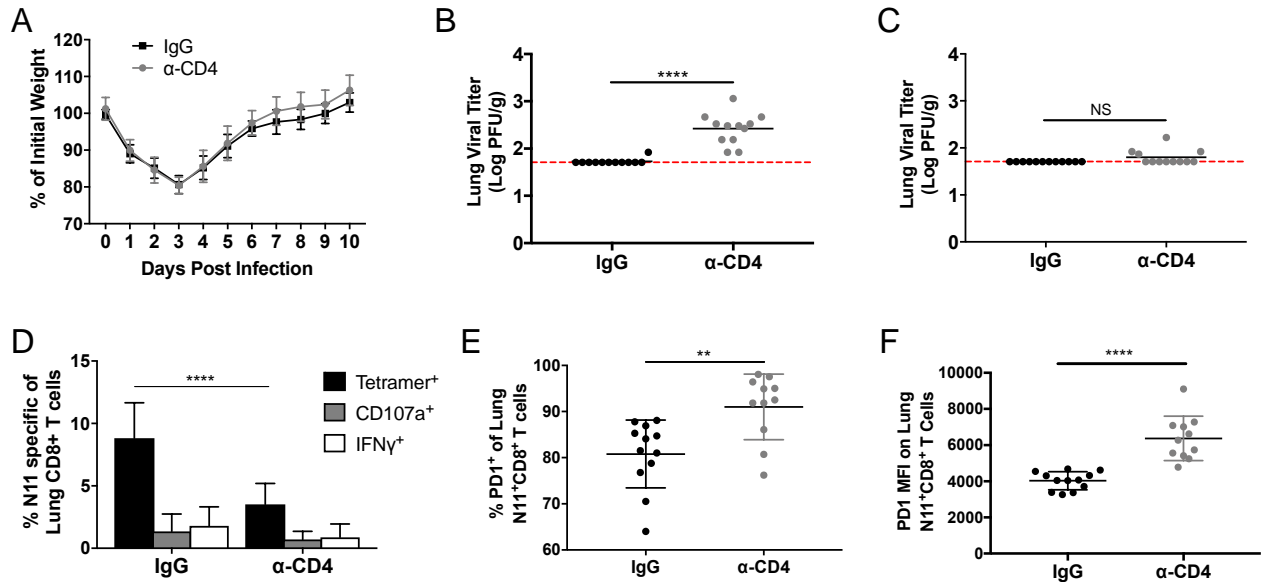 A
% of Initial Weight
120
110
100
90
80
70
IgG
α-CD4
0 1 2 3 4 5 6 7 8 9 10
Days Post Infection
B
Lung Viral Titer
(Log PFU/g)
4
3
2
1
0
****
IgG α-CD4
C
Lung Viral Titer
(Log PFU/g)
4
3
2
1
0
NS
IgG α-CD4
D
% N11 specific of
Lung CD8+ T cells
15
10
5
0
****
Tetramer⁺
CD107a⁺
IFNγ⁺
IgG α-CD4
E
% PD1⁺ of Lung
N11⁺CD8⁺ T cells
100
90
80
70
60
**
IgG α-CD4
F
PD1 MFI on Lung
N11⁺CD8⁺ T Cells
10000
8000
6000
4000
2000
0
****
IgG α-CD4